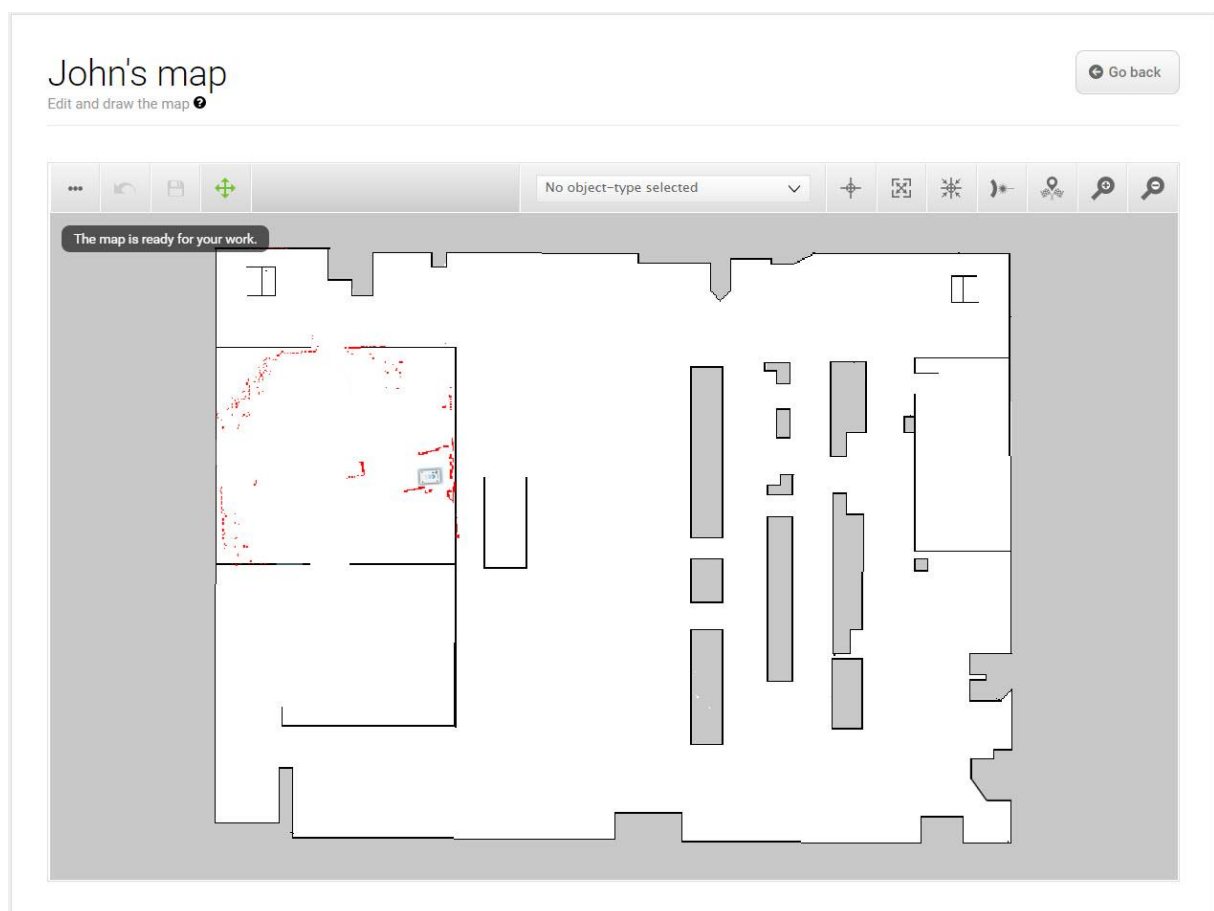 John's map
Go back
Edit and draw the map
No object-type selected
The map is ready for your work.